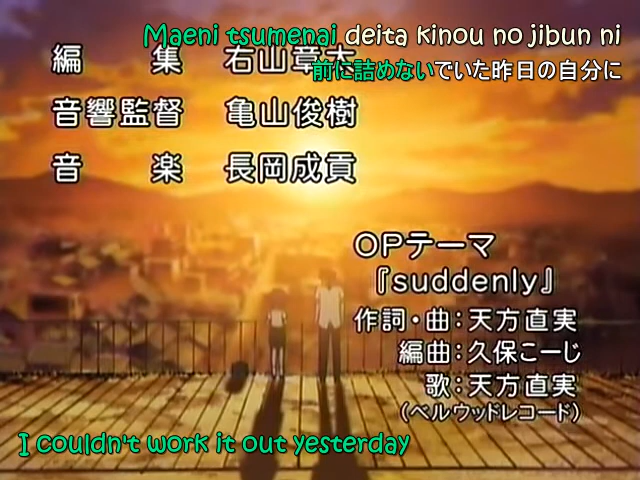 Maeni tsumenai deita kinou no jibun ni
前に詰めないでいた昨日の自分に
編　集　右山章太
音響監督　亀山俊樹
音　楽　長岡成貢
OPテーマ
『suddenly』
作詞・曲：天方直実
編曲：久保こーじ
歌：天方直実
（ベルウッドレコード）
I couldn't work it out yesterday